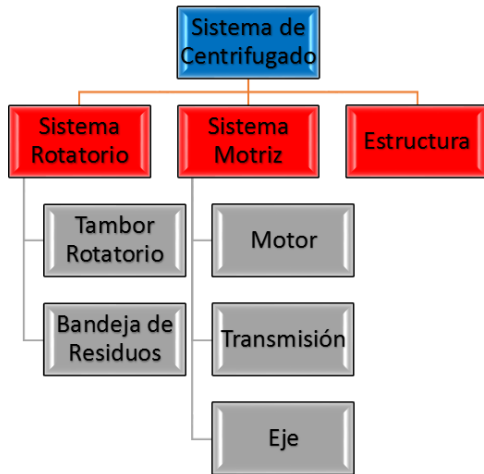 Sistema de
Centrifugado
Sistema
Rotatorio
Sistema
Motriz
Estructura
Tambor
Rotatorio
Motor
Bandeja de
Residuos
Transmisión
Eje